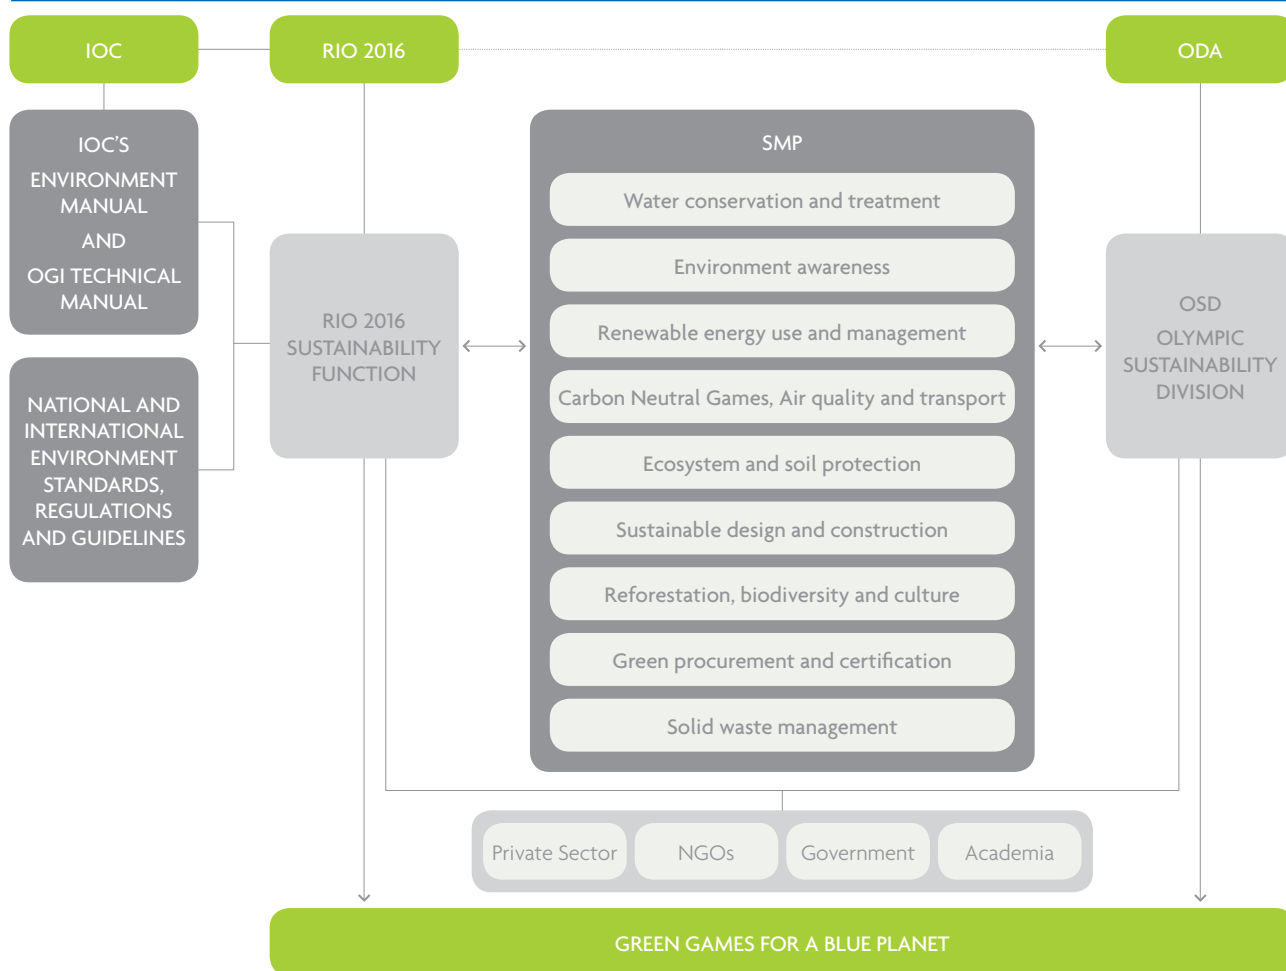 IOC
RIO 2016
ODA
IOC'S
ENVIRONMENT
MANUAL
AND
OGI TECHNICAL
MANUAL
NATIONAL AND
INTERNATIONAL
ENVIRONMENT
STANDARDS,
REGULATIONS
AND GUIDELINES
RIO 2016
SUSTAINABILITY
FUNCTION
SMP
Water conservation and treatment
Environment awareness
Renewable energy use and management
Carbon Neutral Games, Air quality and transport
Ecosystem and soil protection
Sustainable design and construction
Reforestation, biodiversity and culture
Green procurement and certification
Solid waste management
OSD
OLYMPIC
SUSTAINABILITY
DIVISION
Private Sector
NGOs
Government
Academia
GREEN GAMES FOR A BLUE PLANET